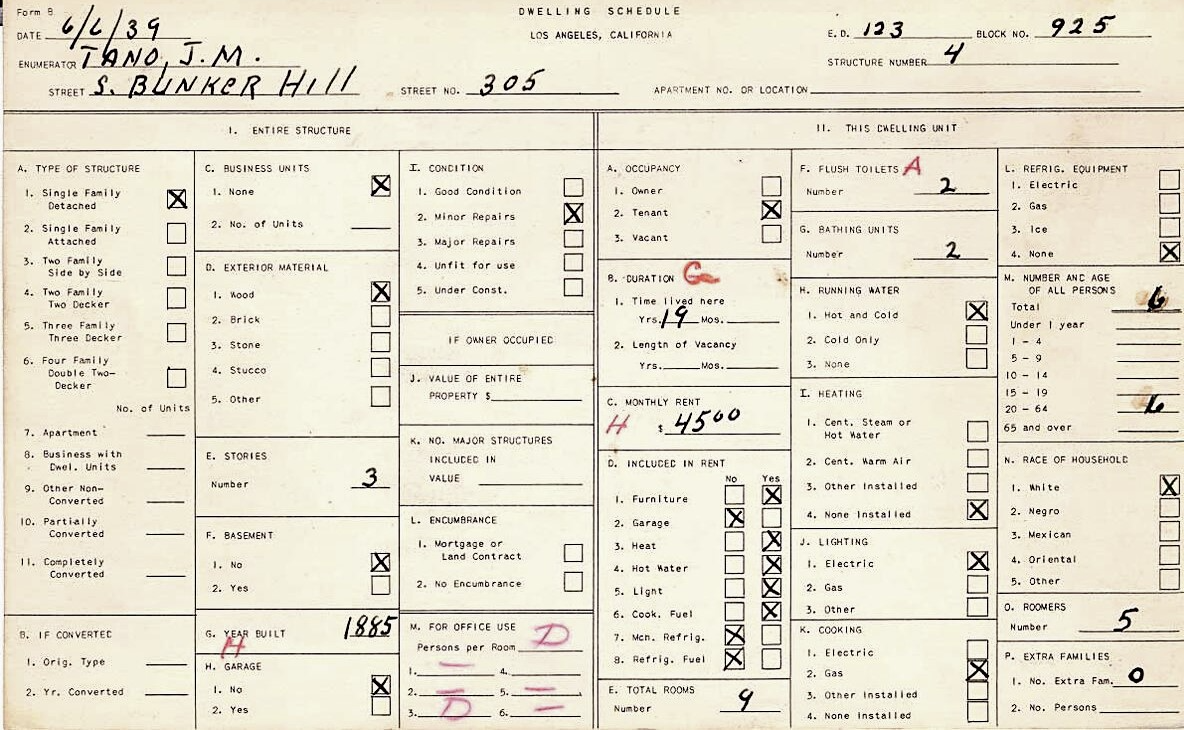 Form B
DWELLING SCHEDULE
LOS ANGELES, CALIFORNIA
DATE 6/6/39
ENUMERATOR TANO, J.M.
STREET S. BUNKER HILL
STREET NO. 305
E.D. 123
BLOCK NO. 925
STRUCTURE NUMBER 4
APARTMENT NO. OR LOCATION
I. ENTIRE STRUCTURE
A. TYPE OF STRUCTURE
1. Single Family
Detached X
2. Single Family
Attached
3. Two Family
Side by Side
4. Two Family
Two Decker
5. Three Family
Three Decker
6. Four Family
Double Two-
Decker
No. of Units
7. Apartment
8. Business with
Dwel. Units
9. Other Non-
Converted
10. Partially
Converted
11. Completely
Converted
B. IF CONVERTED
1. Orig. Type
2. Yr. Converted
C. BUSINESS UNITS
1. None X
2. No. of Units
D. EXTERIOR MATERIAL
1. Wood X
2. Brick
3. Stone
4. Stucco
5. Other
E. STORIES
Number 3
F. BASEMENT
1. No X
2. Yes
G. YEAR BUILT 1885
H
H. GARAGE
1. No X
2. Yes
I. CONDITION
1. Good Condition
2. Minor Repairs X
3. Major Repairs
4. Unfit for use
5. Under Const.
IF OWNER OCCUPIED
J. VALUE OF ENTIRE
PROPERTY $
K. NO. MAJOR STRUCTURES
INCLUDED IN
VALUE
L. ENCUMBRANCE
1. Mortgage or
Land Contract
2. No Encumbrance
M. FOR OFFICE USE
Persons per Room D
1. — 4.
2. — 5. —
3. D 6. —
II. THIS DWELLING UNIT
A. OCCUPANCY
1. Owner
2. Tenant X
3. Vacant
B. DURATION G
1. Time lived here
Yrs. 19 Mos.
2. Length of Vacancy
Yrs. Mos.
C. MONTHLY RENT
H $ 4500
D. INCLUDED IN RENT
No Yes
1. Furniture X
2. Garage X
3. Heat X
4. Hot Water X
5. Light X
6. Cook. Fuel X
7. Mcn. Refrig. X
8. Refrig. Fuel X
E. TOTAL ROOMS
Number 9
F. FLUSH TOILETS A
Number 2
G. BATHING UNITS
Number 2
H. RUNNING WATER
1. Hot and Cold X
2. Cold Only
3. None
I. HEATING
1. Cent. Steam or
Hot Water
2. Cent. Warm Air
3. Other Installed
4. None Installed X
J. LIGHTING
1. Electric X
2. Gas
3. Other
K. COOKING
1. Electric
2. Gas X
3. Other Installed
4. None Installed
L. REFRIG. EQUIPMENT
1. Electric
2. Gas
3. Ice
4. None X
M. NUMBER AND AGE
OF ALL PERSONS
Total 6
Under 1 year
1 - 4
5 - 9
10 - 14
15 - 19
20 - 64 6
65 and over
N. RACE OF HOUSEHOLD
1. White X
2. Negro
3. Mexican
4. Oriental
5. Other
O. ROOMERS
Number 5
P. EXTRA FAMILIES
1. No. Extra Fam. 0
2. No. Persons